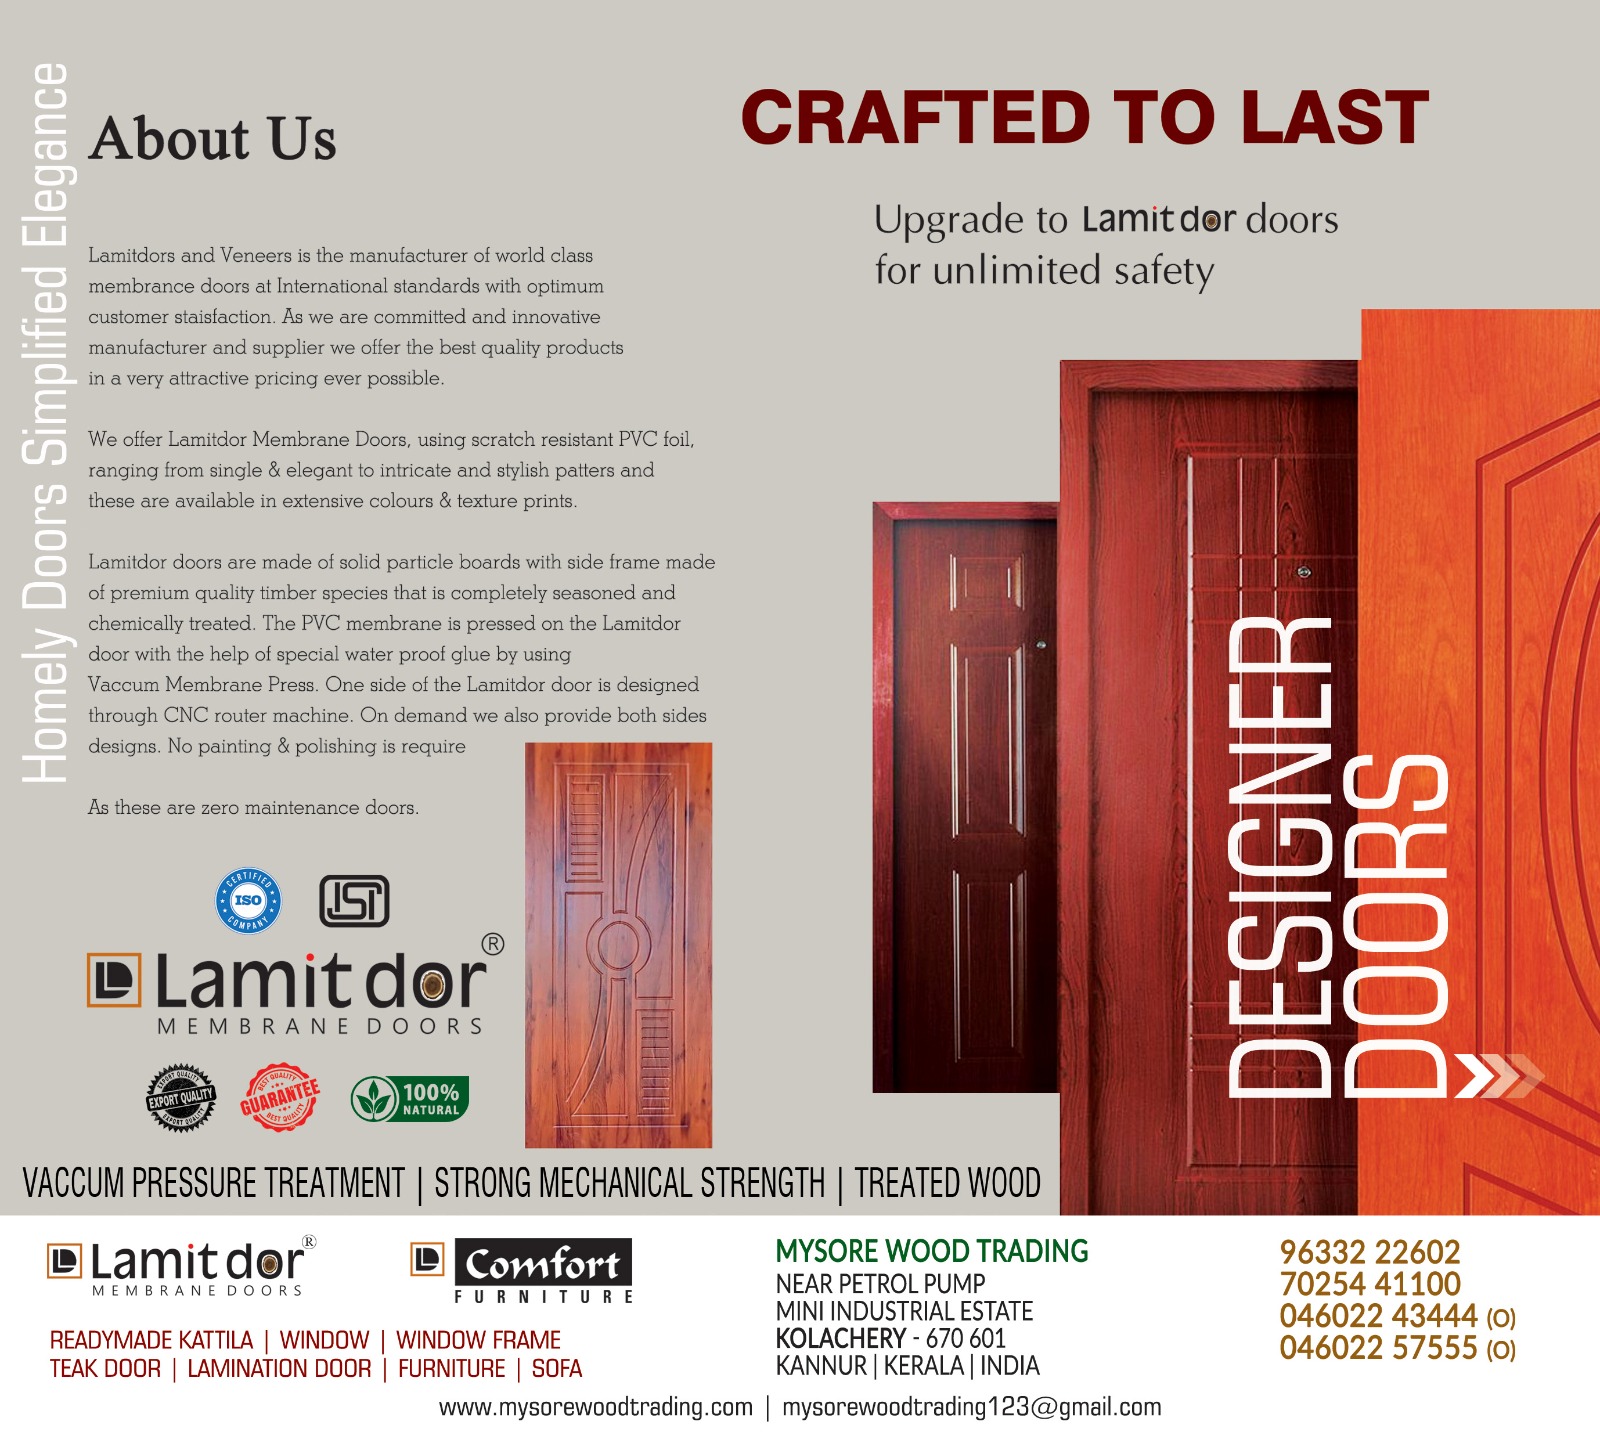 Homely Doors Simplified Elegance
About Us
Lamitdors and Veneers is the manufacturer of world class
membrance doors at International standards with optimum
customer staisfaction. As we are committed and innovative
manufacturer and supplier we offer the best quality products
in a very attractive pricing ever possible.
We offer Lamitdor Membrane Doors, using scratch resistant PVC foil,
ranging from single & elegant to intricate and stylish patters and
these are available in extensive colours & texture prints.
Lamitdor doors are made of solid particle boards with side frame made
of premium quality timber species that is completely seasoned and
chemically treated. The PVC membrane is pressed on the Lamitdor
door with the help of special water proof glue by using
Vaccum Membrane Press. One side of the Lamitdor door is designed
through CNC router machine. On demand we also provide both sides
designs. No painting & polishing is require
As these are zero maintenance doors.
CERTIFIED
ISO
COMPANY
ISI
LD Lamitdor ®
MEMBRANE DOORS
EXPORT QUALITY
EXPORT QUALITY
EXPORT QUALITY
BEST QUALITY
GUARANTEE
BEST QUALITY
100%
NATURAL
CRAFTED TO LAST
Upgrade to Lamitdor doors
for unlimited safety
DESIGNER
DOORS
VACCUM PRESSURE TREATMENT | STRONG MECHANICAL STRENGTH | TREATED WOOD
LD Lamitdor ®
MEMBRANE DOORS
LD Comfort
FURNITURE
READYMADE KATTILA | WINDOW | WINDOW FRAME
TEAK DOOR | LAMINATION DOOR | FURNITURE | SOFA
MYSORE WOOD TRADING
NEAR PETROL PUMP
MINI INDUSTRIAL ESTATE
KOLACHERY - 670 601
KANNUR | KERALA | INDIA
96332 22602
70254 41100
046022 43444 (O)
046022 57555 (O)
www.mysorewoodtrading.com | mysorewoodtrading123@gmail.com